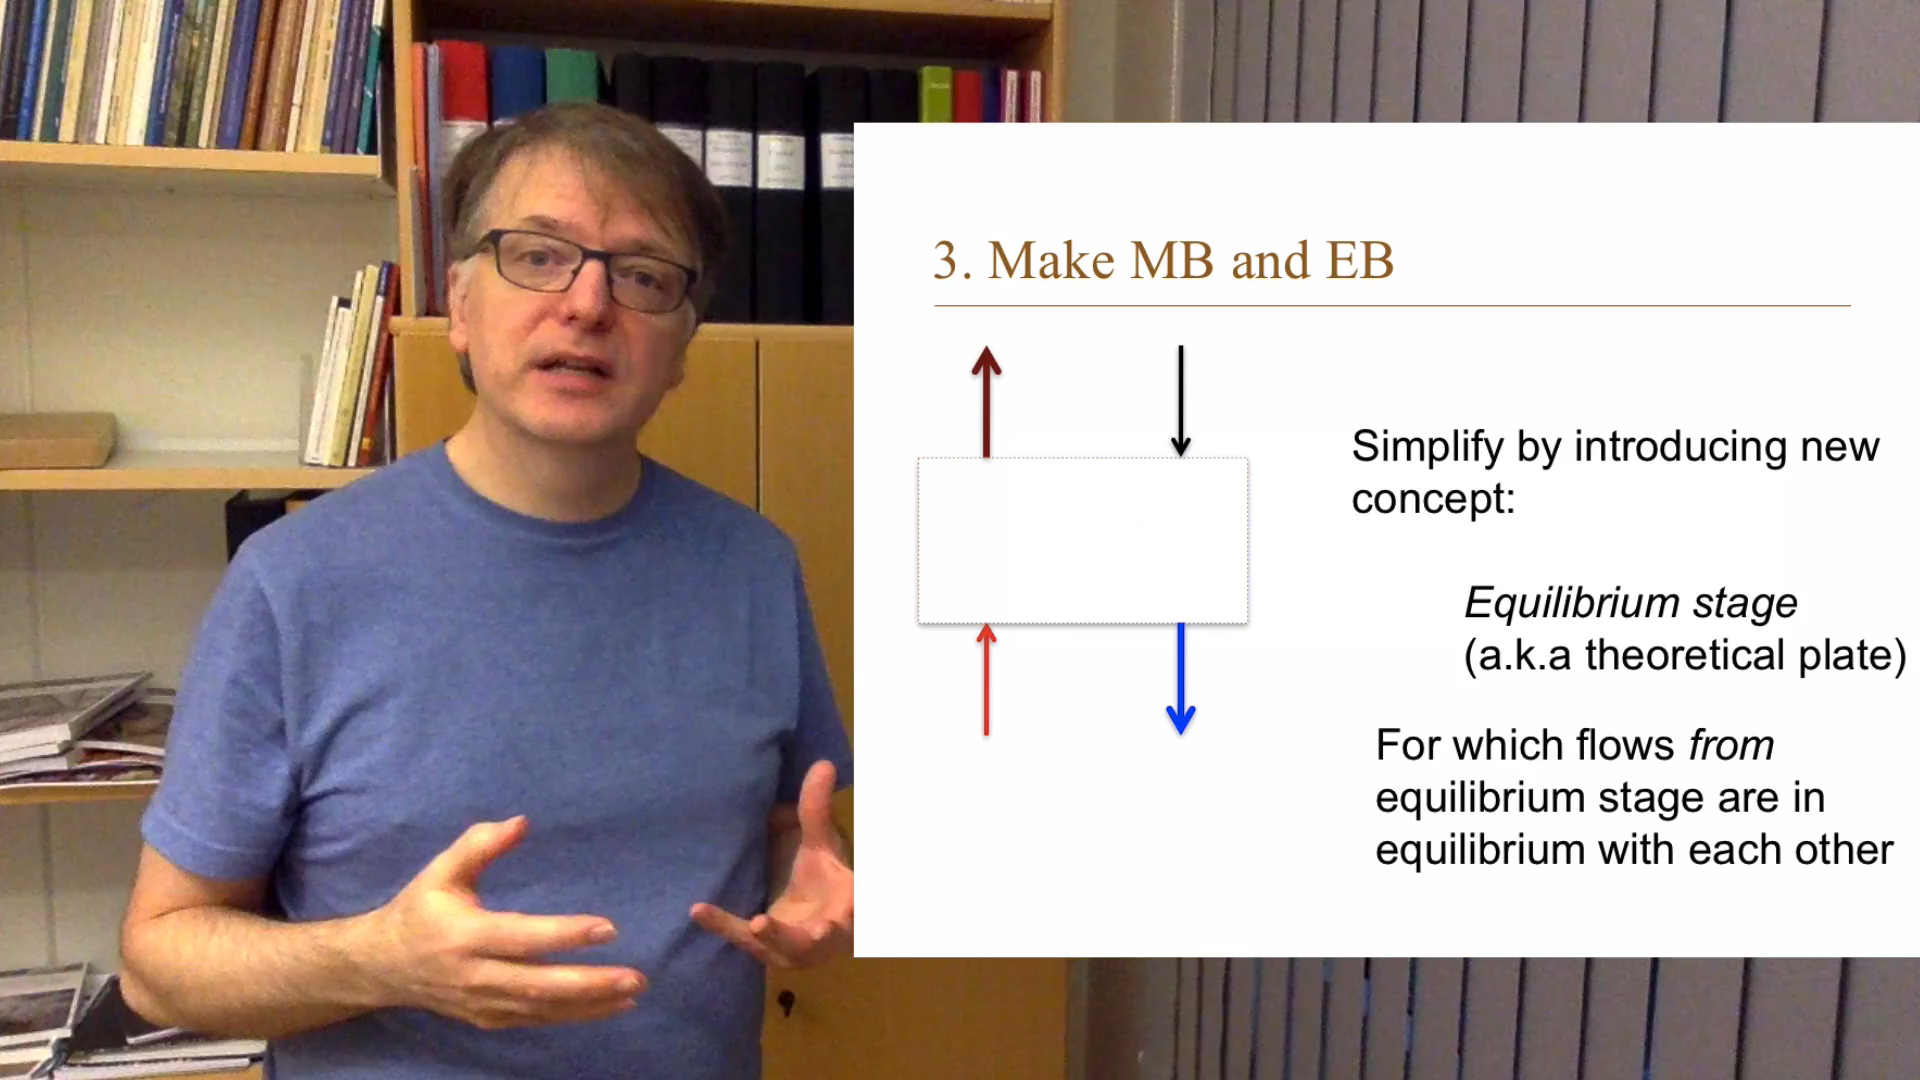 3. Make MB and EB
Simplify by introducing new
concept:
Equilibrium stage
(a.k.a theoretical plate)
For which flows from
equilibrium stage are in
equilibrium with each other